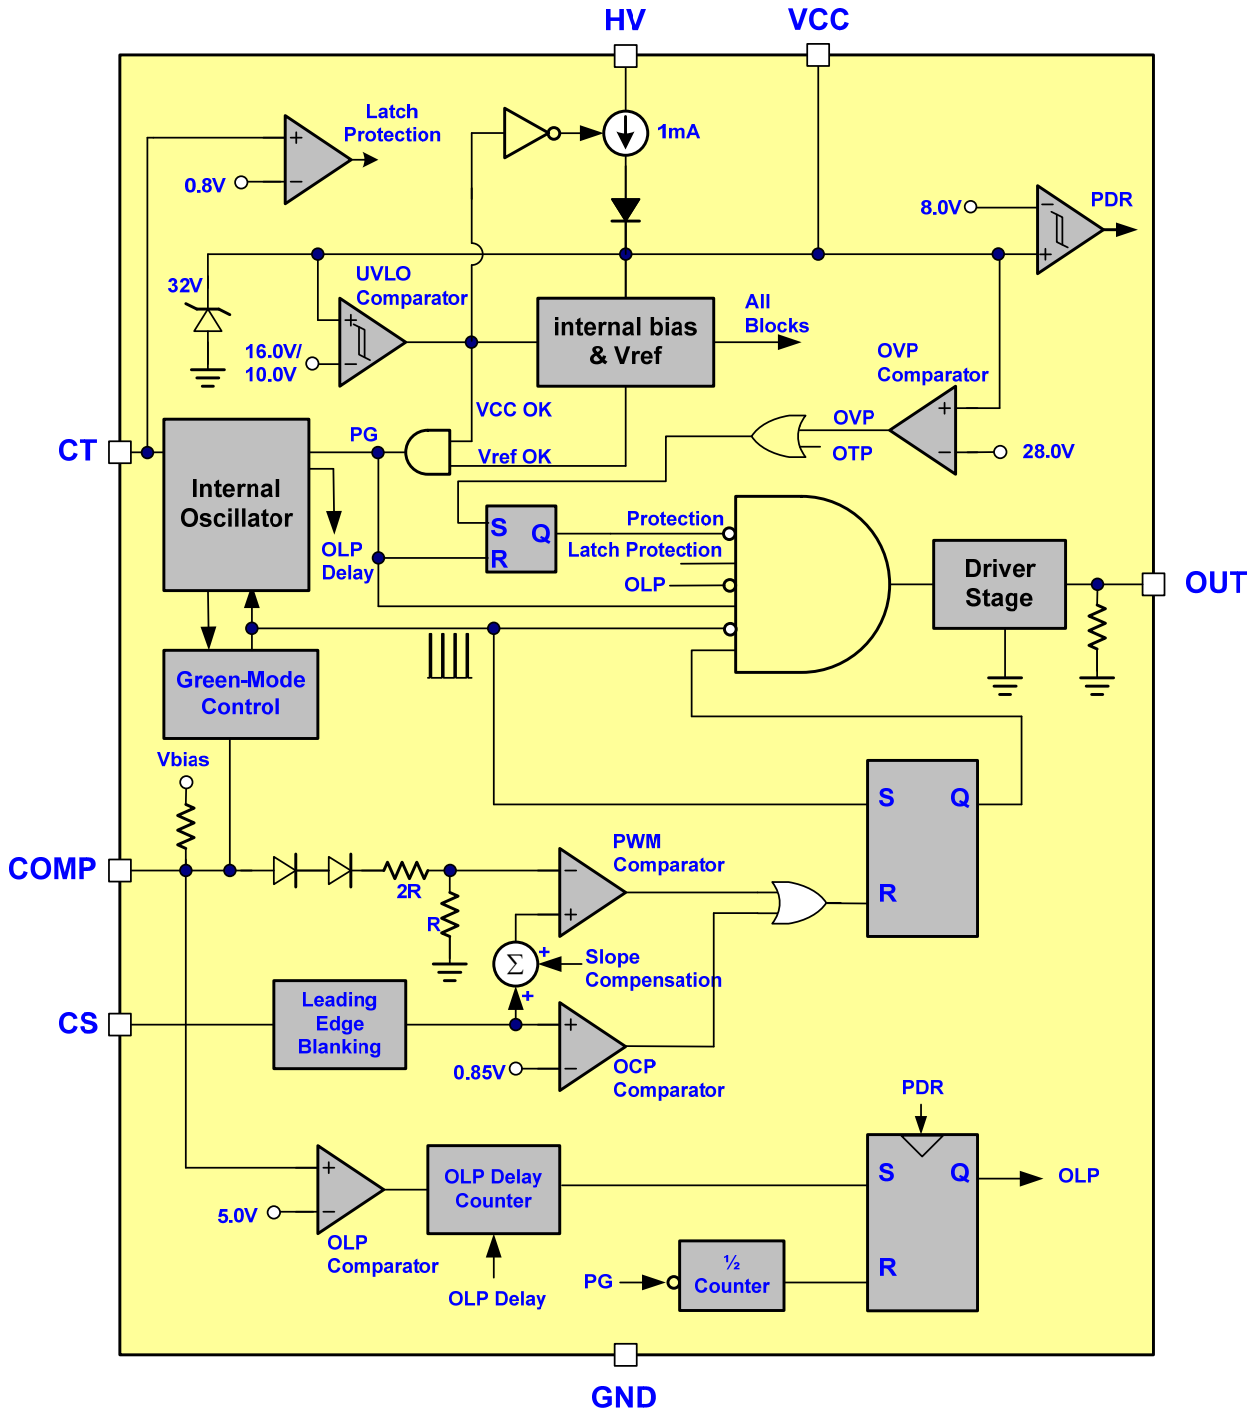 HV
VCC
Latch
Protection
+
−
0.8V
1mA
8.0V
−
+
PDR
32V
UVLO
Comparator
+
−
16.0V/
10.0V
internal bias
& Vref
All
Blocks
OVP
Comparator
+
−
28.0V
OVP
OTP
VCC OK
Vref OK
PG
CT
Internal
Oscillator
OLP
Delay
S
Q
R
Protection
Latch Protection
OLP
Driver
Stage
OUT
Green-Mode
Control
Vbias
COMP
2R
R
PWM
Comparator
−
+
S
Q
R
Σ
+
+
Slope
Compensation
CS
Leading
Edge
Blanking
+
−
0.85V
OCP
Comparator
PDR
+
−
5.0V
OLP
Comparator
OLP Delay
Counter
OLP Delay
S
Q
R
OLP
PG
½
Counter
GND